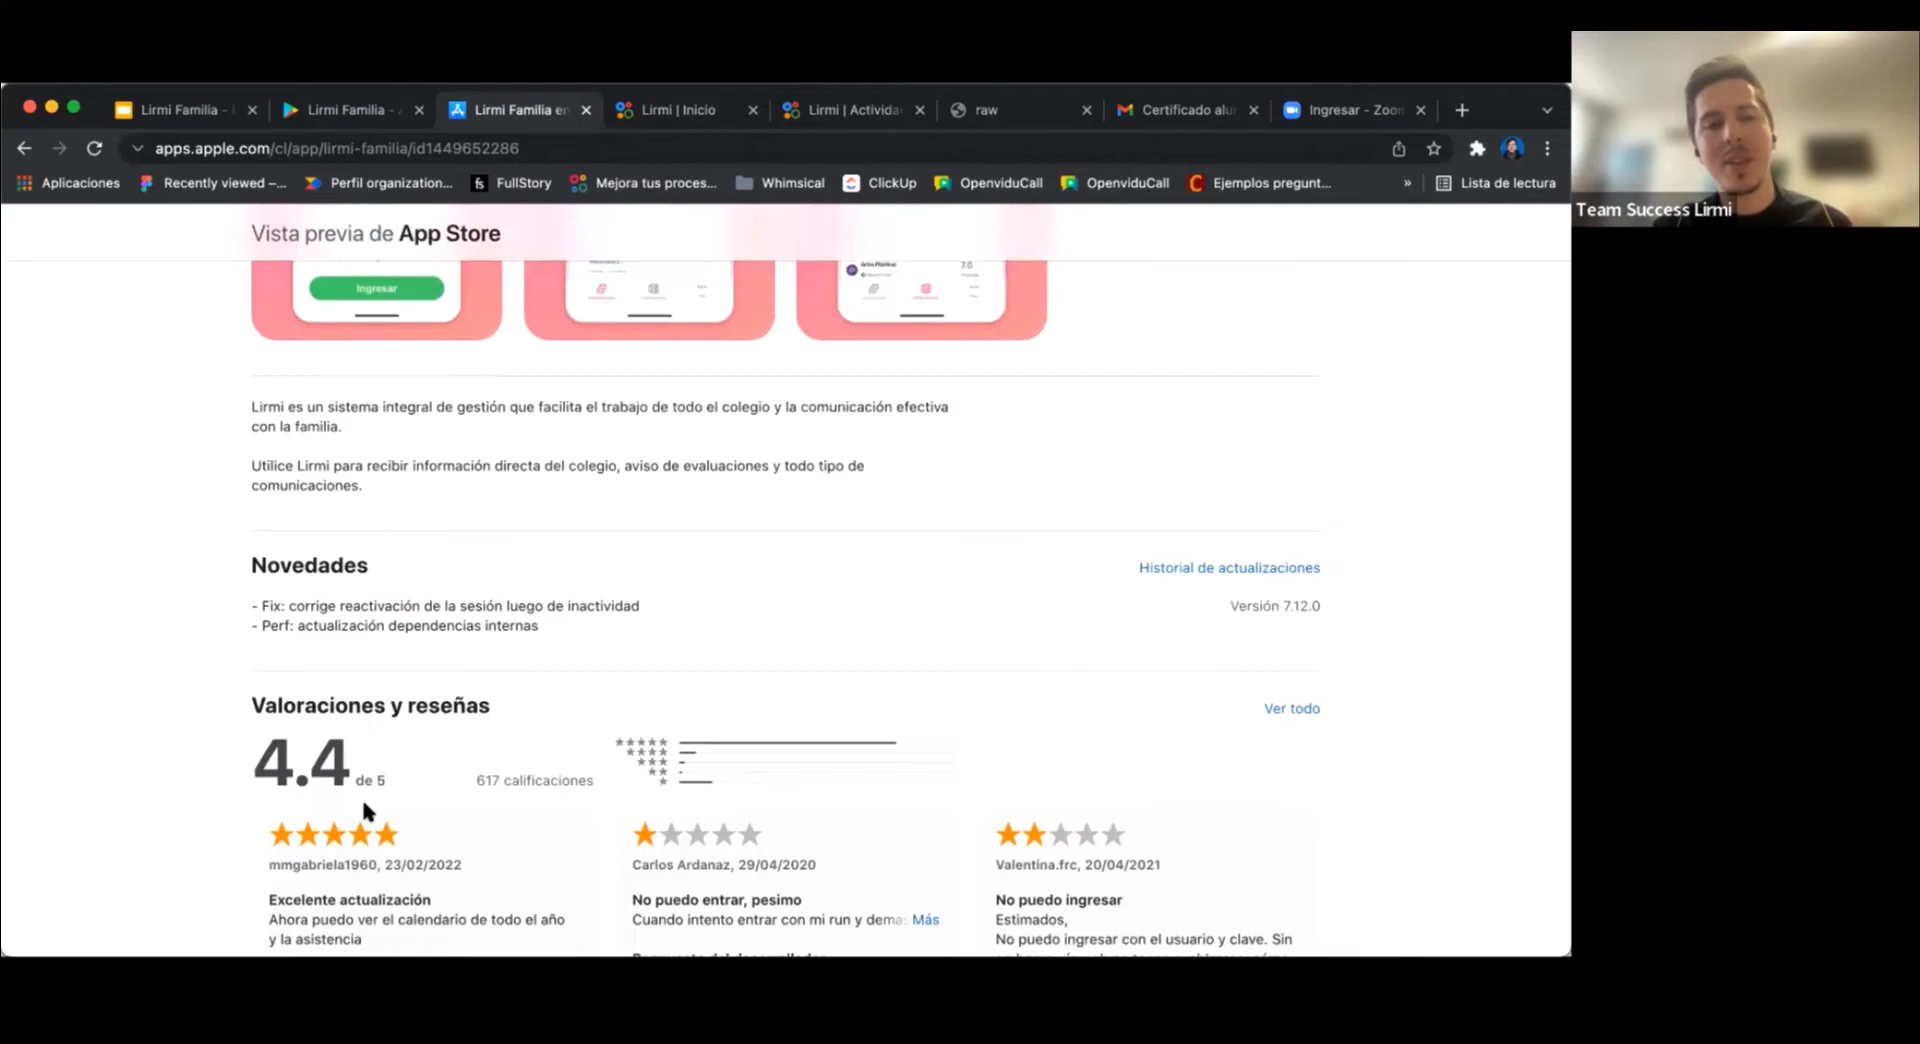 Lirmi Familia -
Lirmi Familia -
Lirmi Familia en
Lirmi | Inicio
Lirmi | Activida
raw
Certificado alu
Ingresar - Zoom
apps.apple.com/cl/app/lirmi-familia/id1449652286
Aplicaciones
Recently viewed –...
Perfil organization...
fs FullStory
Mejora tus proces...
Whimsical
ClickUp
OpenviduCall
OpenviduCall
Ejemplos pregunt...
»
Lista de lectura
Team Success Lirmi
Vista previa de App Store
Ingresar
Artes Plásticas
7.0
Lirmi es un sistema integral de gestión que facilita el trabajo de todo el colegio y la comunicación efectiva
con la familia.
Utilice Lirmi para recibir información directa del colegio, aviso de evaluaciones y todo tipo de
comunicaciones.
Novedades
Historial de actualizaciones
- Fix: corrige reactivación de la sesión luego de inactividad
Versión 7.12.0
- Perf: actualización dependencias internas
Valoraciones y reseñas
Ver todo
4.4 de 5
617 calificaciones
mmgabriela1960, 23/02/2022
Excelente actualización
Ahora puedo ver el calendario de todo el año
y la asistencia
Carlos Ardanaz, 29/04/2020
No puedo entrar, pesimo
Cuando intento entrar con mi run y demas Más
Valentina.frc, 20/04/2021
No puedo ingresar
Estimados,
No puedo ingresar con el usuario y clave. Sin